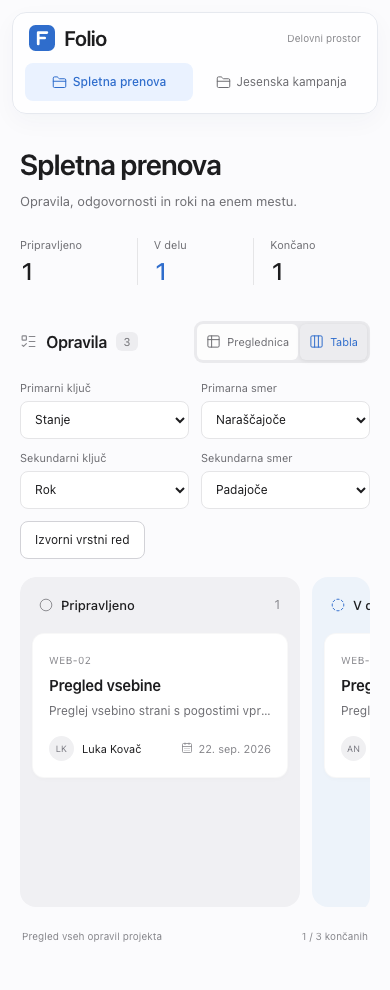 F Folio
Delovni prostor
Spletna prenova
Jesenska kampanja
Spletna prenova
Opravila, odgovornosti in roki na enem mestu.
Pripravljeno
1
V delu
1
Končano
1
Opravila 3
Preglednica
Tabla
Primarni ključ
Stanje
Primarna smer
Naraščajoče
Sekundarni ključ
Rok
Sekundarna smer
Padajoče
Izvorni vrstni red
Pripravljeno 1
WEB-02
Pregled vsebine
Preglej vsebino strani s pogostimi vpr...
LK Luka Kovač
22. sep. 2026
V d
WEB-
Preg
Pregl
AN
Pregled vseh opravil projekta
1 / 3 končanih